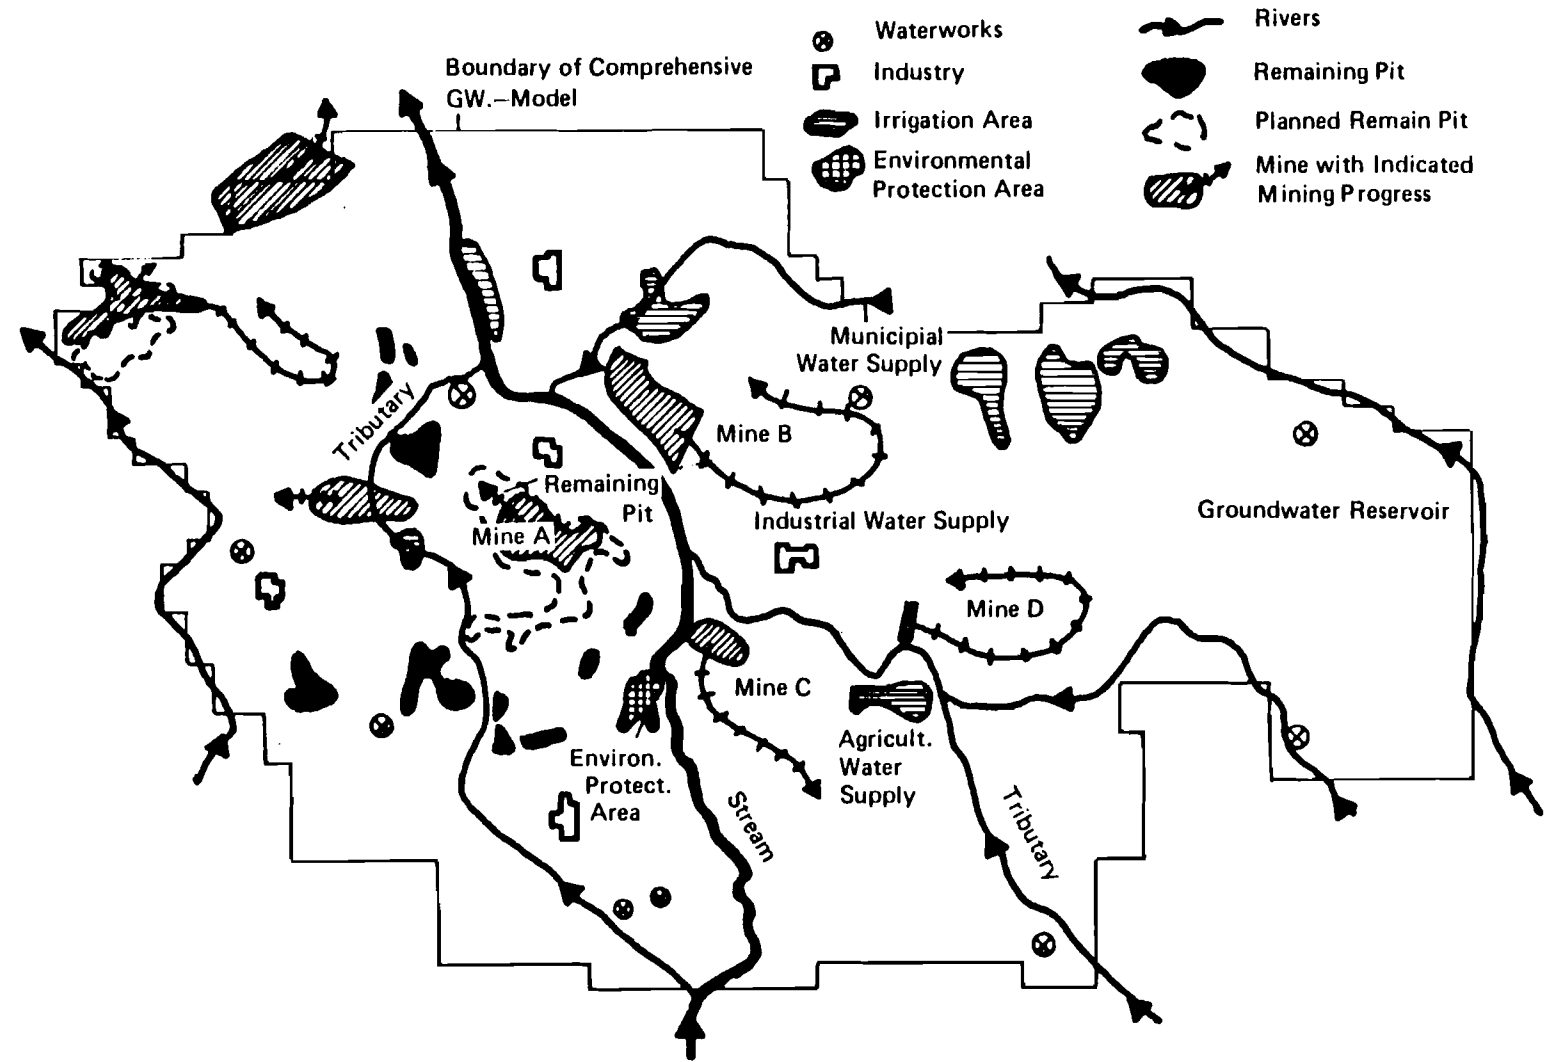 Boundary of Comprehensive
GW.–Model
Waterworks
Industry
Irrigation Area
Environmental
Protection Area
Rivers
Remaining Pit
Planned Remain Pit
Mine with Indicated
Mining Progress
Municipial
Water Supply
Tributary
Mine B
Remaining
Pit
Mine A
Industrial Water Supply
Groundwater Reservoir
Mine D
Mine C
Agricult.
Water
Supply
Environ.
Protect.
Area
Stream
Tributary